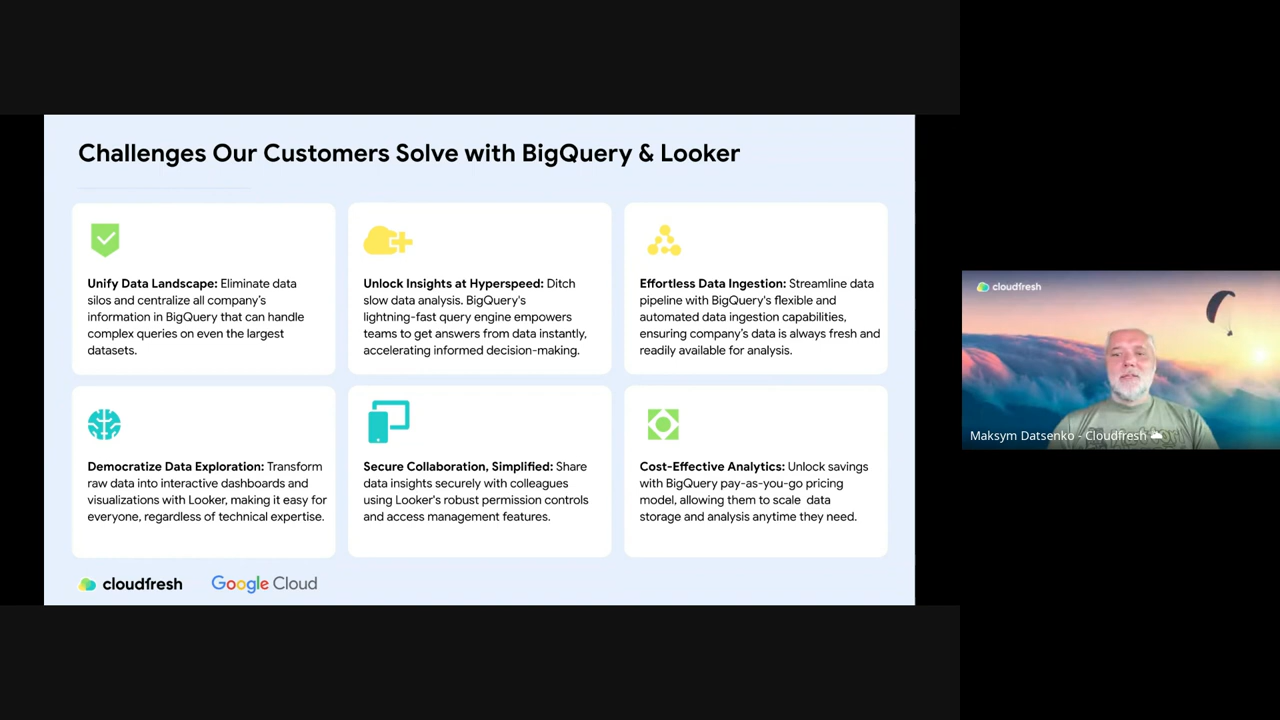 Challenges Our Customers Solve with BigQuery & Looker
Unify Data Landscape: Eliminate data
silos and centralize all company's
information in BigQuery that can handle
complex queries on even the largest
datasets.
Unlock Insights at Hyperspeed: Ditch
slow data analysis. BigQuery's
lightning-fast query engine empowers
teams to get answers from data instantly,
accelerating informed decision-making.
Effortless Data Ingestion: Streamline data
pipeline with BigQuery's flexible and
automated data ingestion capabilities,
ensuring company's data is always fresh and
readily available for analysis.
Democratize Data Exploration: Transform
raw data into interactive dashboards and
visualizations with Looker, making it easy for
everyone, regardless of technical expertise.
Secure Collaboration, Simplified: Share
data insights securely with colleagues
using Looker's robust permission controls
and access management features.
Cost-Effective Analytics: Unlock savings
with BigQuery pay-as-you-go pricing
model, allowing them to scale data
storage and analysis anytime they need.
cloudfresh
Google Cloud
cloudfresh
Maksym Datsenko - Cloudfresh